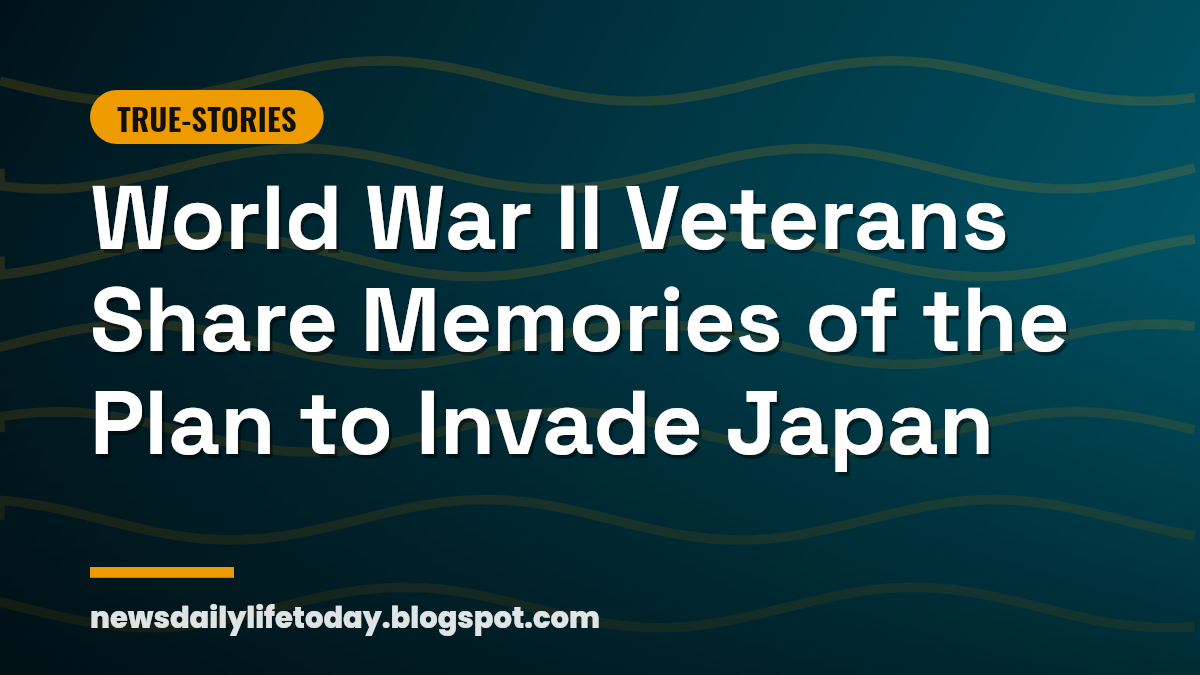 TRUE-STORIES
World War II Veterans
Share Memories of the
Plan to Invade Japan
newsdailylifetoday.blogspot.com